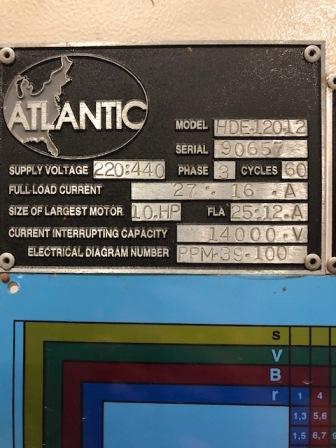 ATLANTIC
MODEL HDE-120-12
SERIAL 90657
SUPPLY VOLTAGE 220:440 PHASE 3 CYCLES 60
FULL LOAD CURRENT 27 - 16 - A
SIZE OF LARGEST MOTOR 10.HP FLA 25-12-A
CURRENT INTERRUPTING CAPACITY 14000-V
ELECTRICAL DIAGRAM NUMBER PPM-39-100
s
V
B
r 1 4
1,3 5,6
1,5 6,7